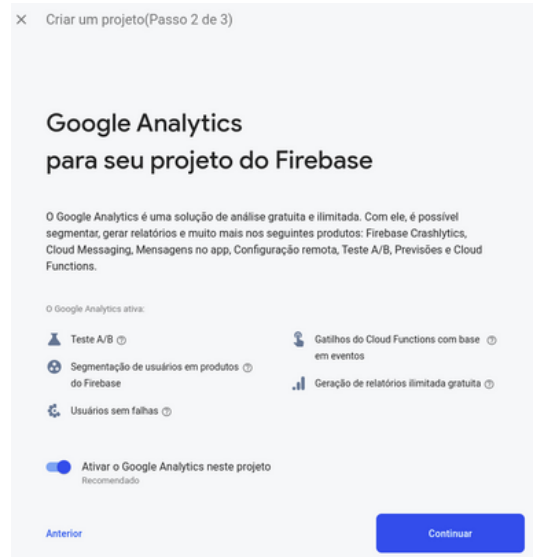 Criar um projeto(Passo 2 de 3)
Google Analytics
para seu projeto do Firebase
O Google Analytics é uma solução de análise gratuita e ilimitada. Com ele, é possível
segmentar, gerar relatórios e muito mais nos seguintes produtos: Firebase Crashlytics,
Cloud Messaging, Mensagens no app, Configuração remota, Teste A/B, Previsões e Cloud
Functions.
O Google Analytics ativa:
Teste A/B
Segmentação de usuários em produtos
do Firebase
Usuários sem falhas
Gatilhos do Cloud Functions com base
em eventos
Geração de relatórios ilimitada gratuita
Ativar o Google Analytics neste projeto
Recomendado
Anterior
Continuar